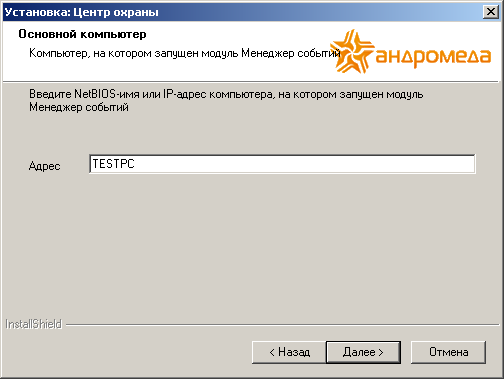 Установка: Центр охраны
Основной компьютер
Компьютер, на котором запущен модуль Менеджер событий
андромеда
Введите NetBIOS-имя или IP-адрес компьютера, на котором запущен модуль
Менеджер событий
Адрес
TESTPC
InstallShield
< Назад
Далее >
Отмена